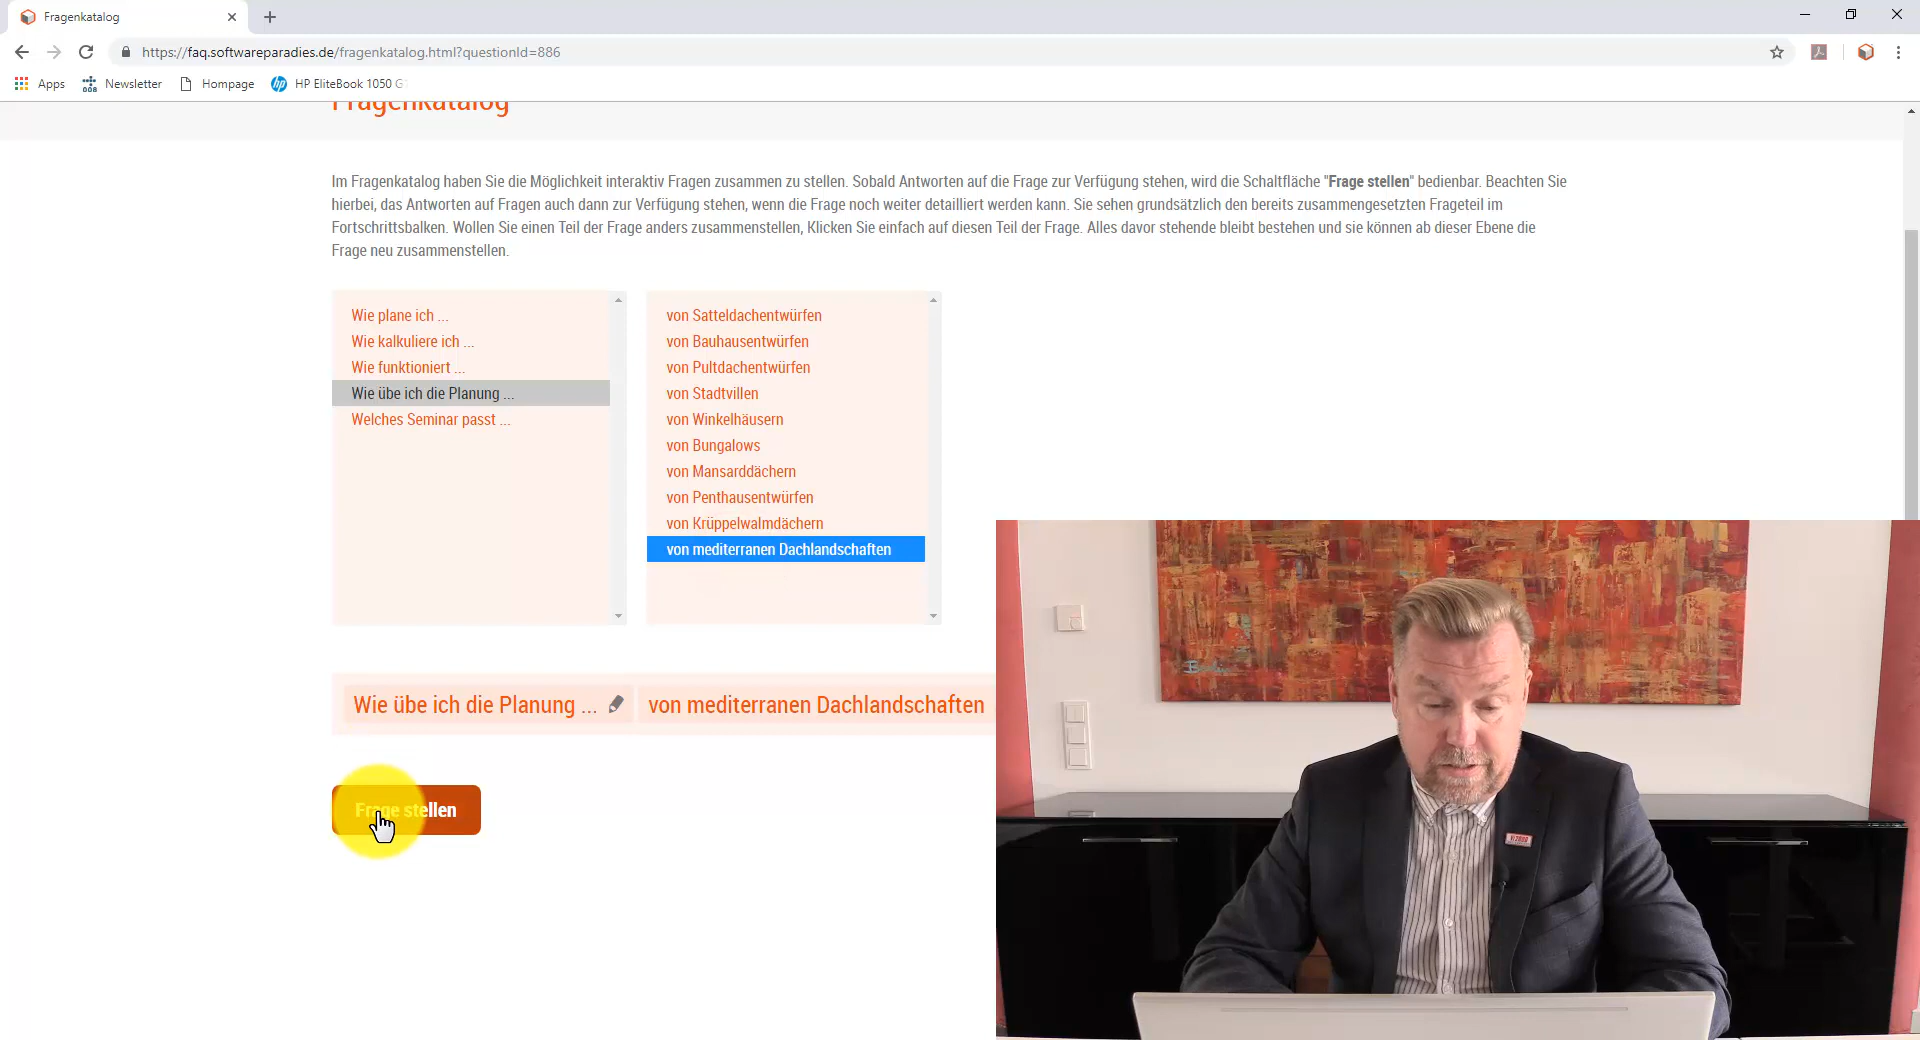 Fragenkatalog
https://faq.softwareparadies.de/fragenkatalog.html?questionId=886
Apps
Newsletter
Hompage
HP EliteBook 1050 G
Fragenkatalog
Im Fragenkatalog haben Sie die Möglichkeit interaktiv Fragen zusammen zu stellen. Sobald Antworten auf die Frage zur Verfügung stehen, wird die Schaltfläche "Frage stellen" bedienbar. Beachten Sie
hierbei, das Antworten auf Fragen auch dann zur Verfügung stehen, wenn die Frage noch weiter detailliert werden kann. Sie sehen grundsätzlich den bereits zusammengesetzten Frageteil im
Fortschrittsbalken. Wollen Sie einen Teil der Frage anders zusammenstellen, Klicken Sie einfach auf diesen Teil der Frage. Alles davor stehende bleibt bestehen und sie können ab dieser Ebene die
Frage neu zusammenstellen.
Wie plane ich ...
Wie kalkuliere ich ...
Wie funktioniert ...
Wie übe ich die Planung ...
Welches Seminar passt ...
von Satteldachentwürfen
von Bauhausentwürfen
von Pultdachentwürfen
von Stadtvillen
von Winkelhäusern
von Bungalows
von Mansarddächern
von Penthausentwürfen
von Krüppelwalmdächern
von mediterranen Dachlandschaften
Wie übe ich die Planung ...
von mediterranen Dachlandschaften
Frage stellen